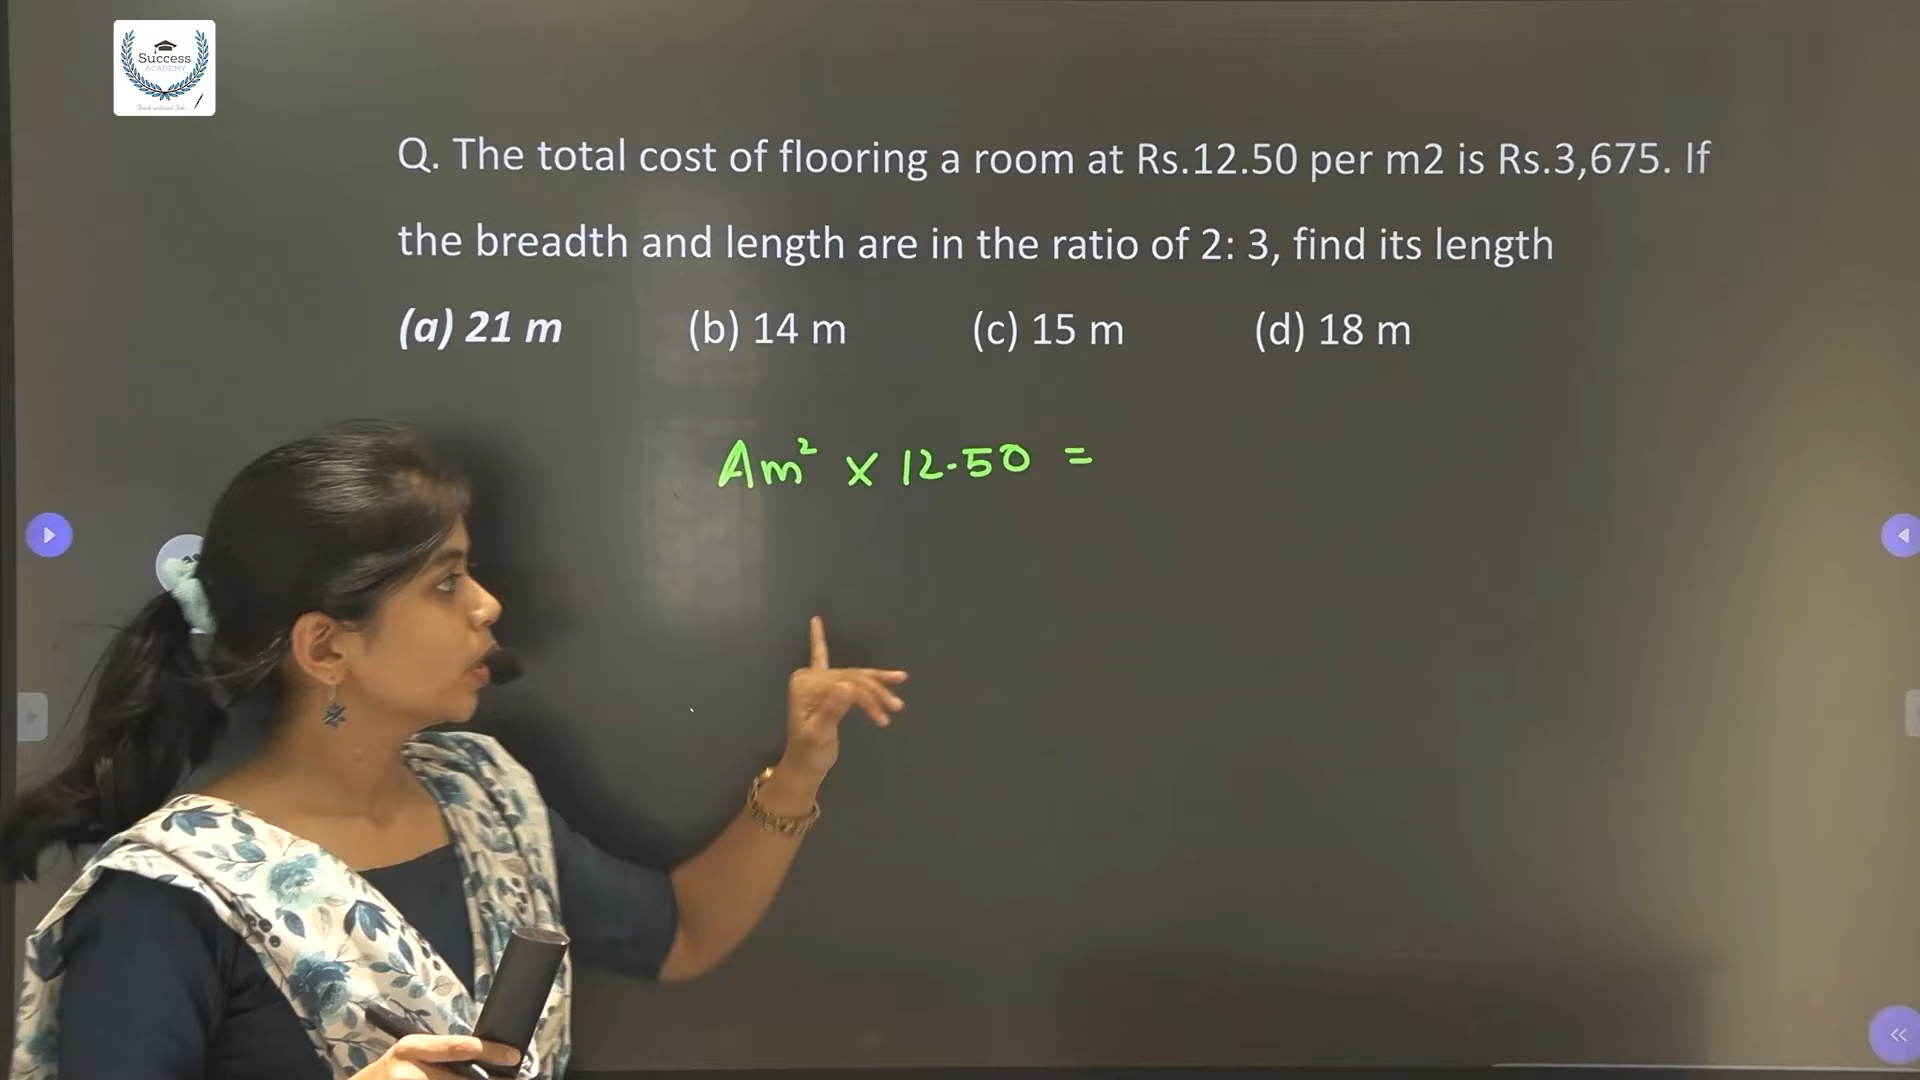 Success
ACADEMY
Q. The total cost of flooring a room at Rs.12.50 per m2 is Rs.3,675. If
the breadth and length are in the ratio of 2: 3, find its length
(a) 21 m (b) 14 m (c) 15 m (d) 18 m
Am² × 12.50 =